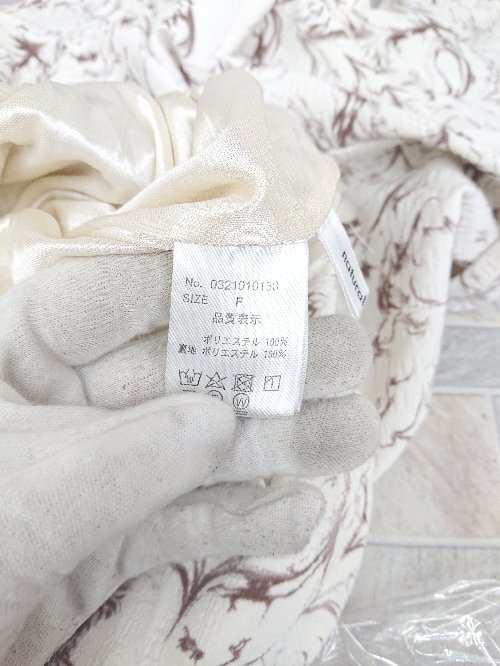 No. 0321010130
SIZE F
品質表示
ポリエステル 100%
裏地 ポリエステル 100%
W
natural